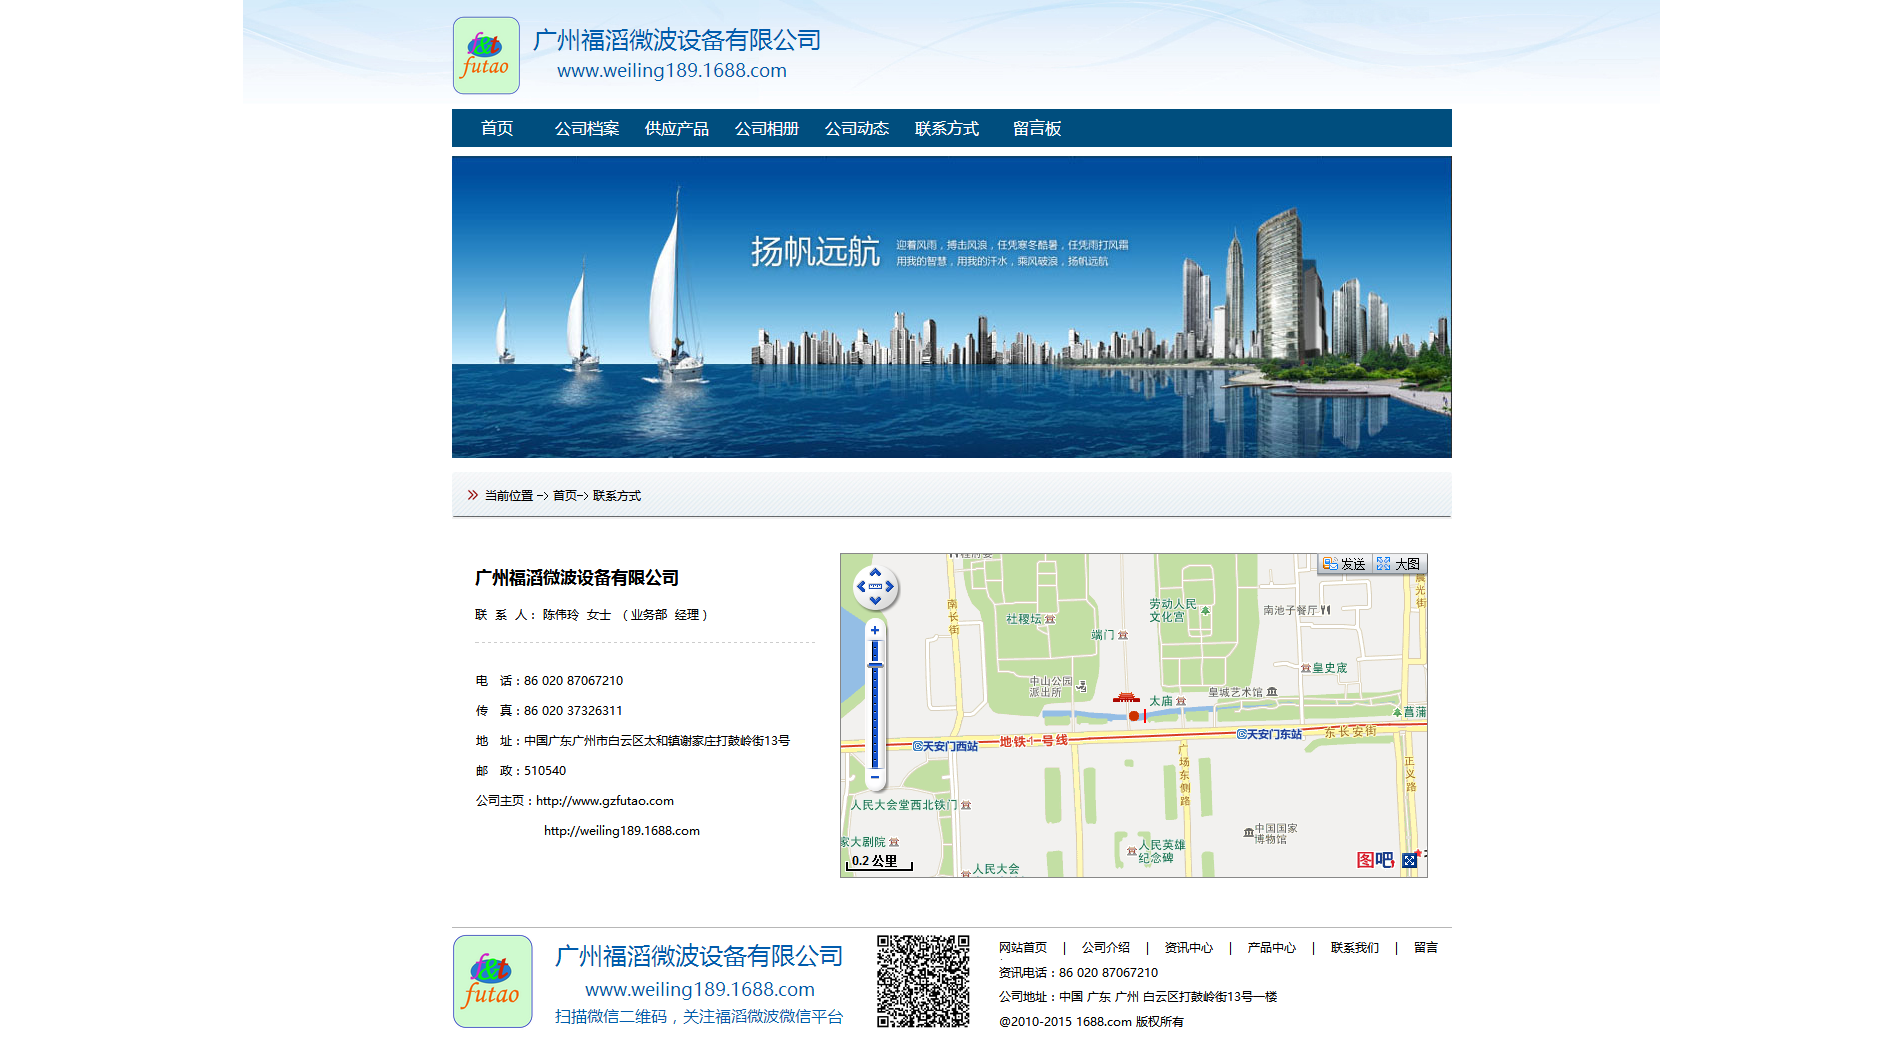 f&t
futao
广州福滔微波设备有限公司
www.weiling189.1688.com
首页 公司档案 供应产品 公司相册 公司动态 联系方式 留言板
扬帆远航
迎着风雨，搏击风浪，任凭寒冬酷暑，任凭雨打风霜
用我的智慧，用我的汗水，乘风破浪，扬帆远航
当前位置 -> 首页-> 联系方式
广州福滔微波设备有限公司
联 系 人： 陈伟玲 女士 （ 业务部 经理 ）
电 话：86 020 87067210
传 真：86 020 37326311
地 址：中国广东广州市白云区太和镇谢家庄打鼓岭街13号
邮 政：510540
公司主页：http://www.gzfutao.com
http://weiling189.1688.com
发送 大图
南长街
社稷坛
端门
劳动人民
文化宫
南池子餐厅
晨光街
皇史宬
中山公园
派出所
太庙
皇城艺术馆
菖蒲
天安门西站
地铁1号线
天安门东站
东长安街
广场东侧路
正义路
人民大会堂西北铁门
家大剧院
0.2 公里
人民大会
人民英雄
纪念碑
中国国家
博物馆
图吧
f&t
futao
广州福滔微波设备有限公司
www.weiling189.1688.com
扫描微信二维码，关注福滔微波微信平台
网站首页 | 公司介绍 | 资讯中心 | 产品中心 | 联系我们 | 留言
资讯电话：86 020 87067210
公司地址：中国 广东 广州 白云区打鼓岭街13号一楼
@2010-2015 1688.com 版权所有